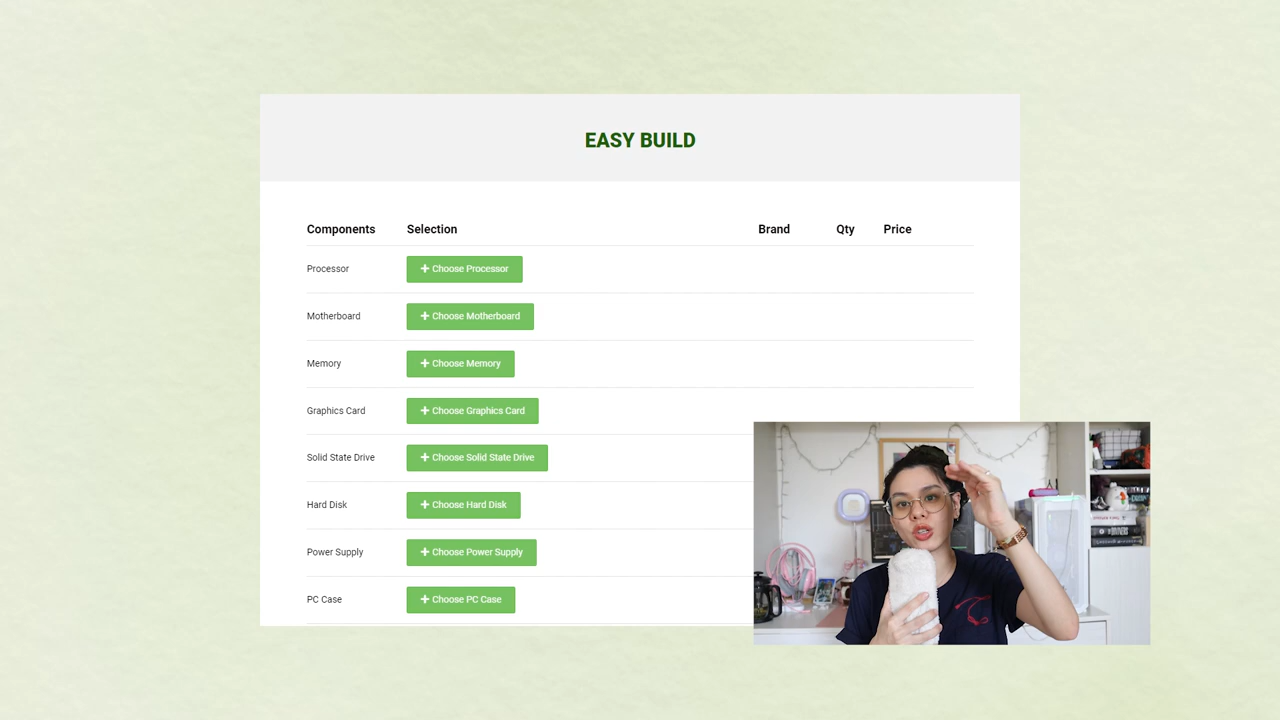 EASY BUILD
Components Selection Brand Qty Price
Processor Choose Processor
Motherboard Choose Motherboard
Memory Choose Memory
Graphics Card Choose Graphics Card
Solid State Drive Choose Solid State Drive
Hard Disk Choose Hard Disk
Power Supply Choose Power Supply
PC Case Choose PC Case